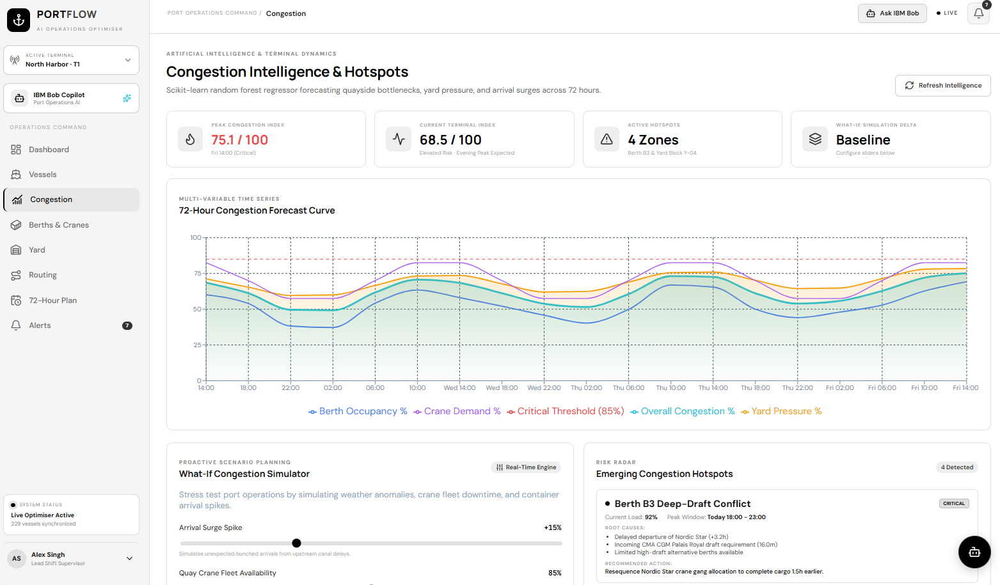 PORTFLOW
AI OPERATIONS OPTIMISER
ACTIVE TERMINAL
North Harbor · T1
IBM Bob Copilot
Port Operations AI
OPERATIONS COMMAND
Dashboard
Vessels
Congestion
Berths & Cranes
Yard
Routing
72-Hour Plan
Alerts 7
SYSTEM STATUS
Live Optimiser Active
229 vessels synchronized
AS
Alex Singh
Lead Shift Supervisor
PORT OPERATIONS COMMAND / Congestion
Ask IBM Bob
LIVE
7
ARTIFICIAL INTELLIGENCE & TERMINAL DYNAMICS
Congestion Intelligence & Hotspots
Scikit-learn random forest regressor forecasting quayside bottlenecks, yard pressure, and arrival surges across 72 hours.
Refresh Intelligence
PEAK CONGESTION INDEX
75.1 / 100
Fri 14:00 (Critical)
CURRENT TERMINAL INDEX
68.5 / 100
Elevated Risk · Evening Peak Expected
ACTIVE HOTSPOTS
4 Zones
Berth B3 & Yard Block Y-04
WHAT-IF SIMULATION DELTA
Baseline
Configure sliders below
MULTI-VARIABLE TIME SERIES
72-Hour Congestion Forecast Curve
100
75
50
25
0
14:00 18:00 22:00 02:00 06:00 10:00 Wed 14:00 Wed 18:00 Wed 22:00 Thu 02:00 Thu 06:00 Thu 10:00 Thu 14:00 Thu 18:00 Thu 22:00 Fri 02:00 Fri 06:00 Fri 10:00 Fri 14:00
Berth Occupancy % Crane Demand % Critical Threshold (85%) Overall Congestion % Yard Pressure %
PROACTIVE SCENARIO PLANNING
What-If Congestion Simulator
Real-Time Engine
Stress test port operations by simulating weather anomalies, crane fleet downtime, and container
arrival spikes.
Arrival Surge Spike +15%
Simulates unexpected bunched arrivals from upstream canal delays.
Quay Crane Fleet Availability 85%
RISK RADAR
Emerging Congestion Hotspots
4 Detected
Berth B3 Deep-Draft Conflict
CRITICAL
Current Load: 92% Peak Window: Today 18:00 - 23:00
ROOT CAUSES:
• Delayed departure of Nordic Star (+3.2h)
• Incoming CMA CGM Palais Royal draft requirement (16.0m)
• Limited high-draft alternative berths available
RECOMMENDED ACTION:
Resequence Nordic Star crane gang allocation to complete cargo 1.5h earlier.